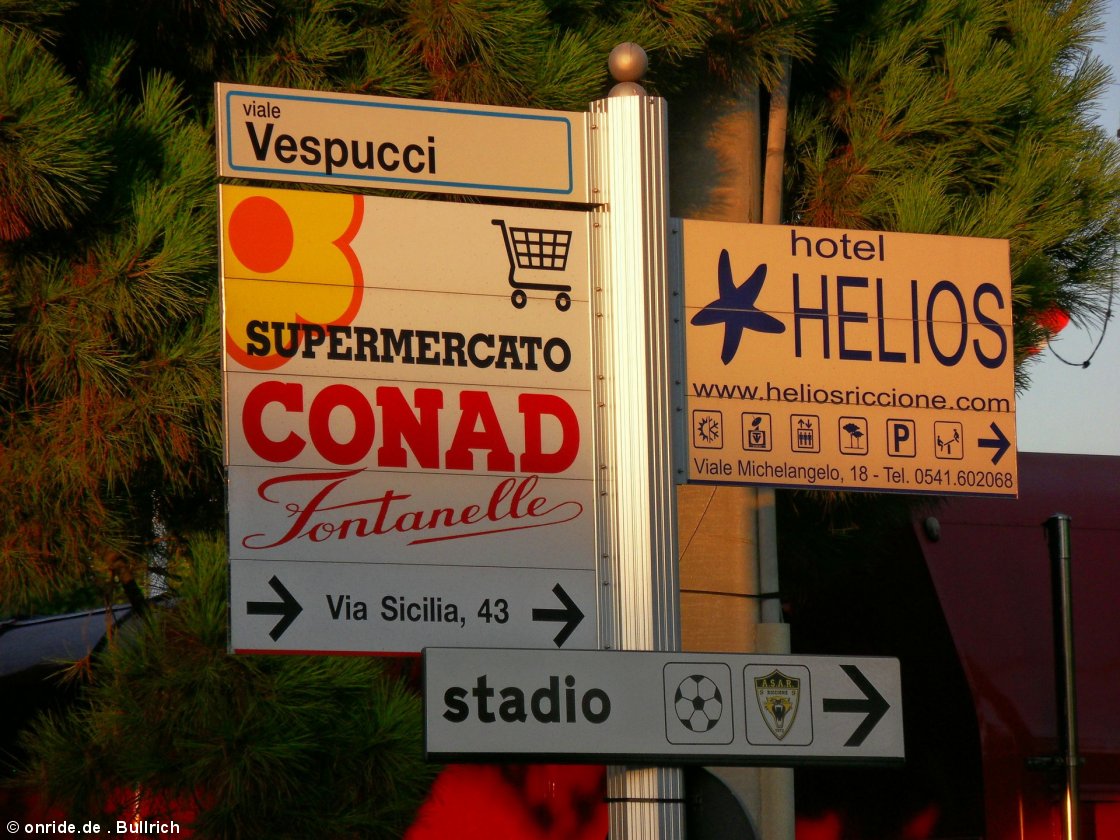 viale
Vespucci
SUPERMERCATO
CONAD
Fontanelle
Via Sicilia, 43
hotel
HELIOS
www.heliosriccione.com
P
Viale Michelangelo, 18 - Tel. 0541.602068
stadio
A.S.A.R.
RICCIONE
© onride.de . Bullrich